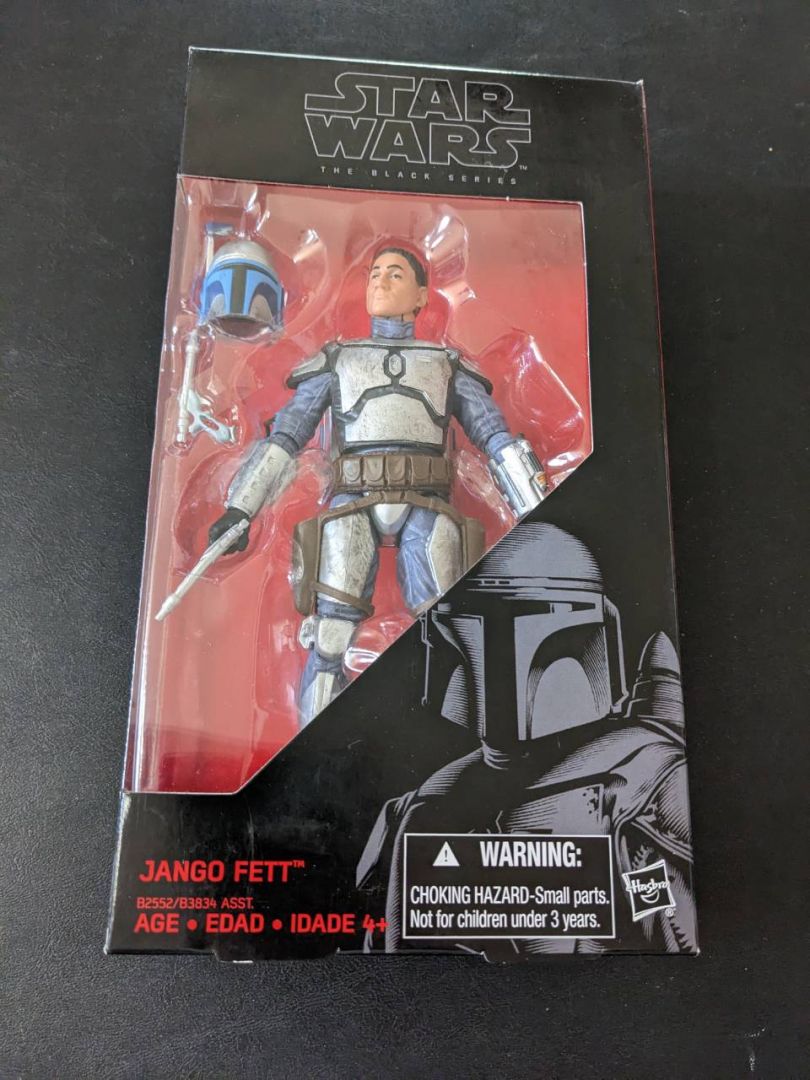 STAR
WARS™
THE BLACK SERIES
JANGO FETT™
B2552/B3834 ASST.
AGE • EDAD • IDADE 4+
WARNING:
CHOKING HAZARD-Small parts.
Not for children under 3 years.
Hasbro
®